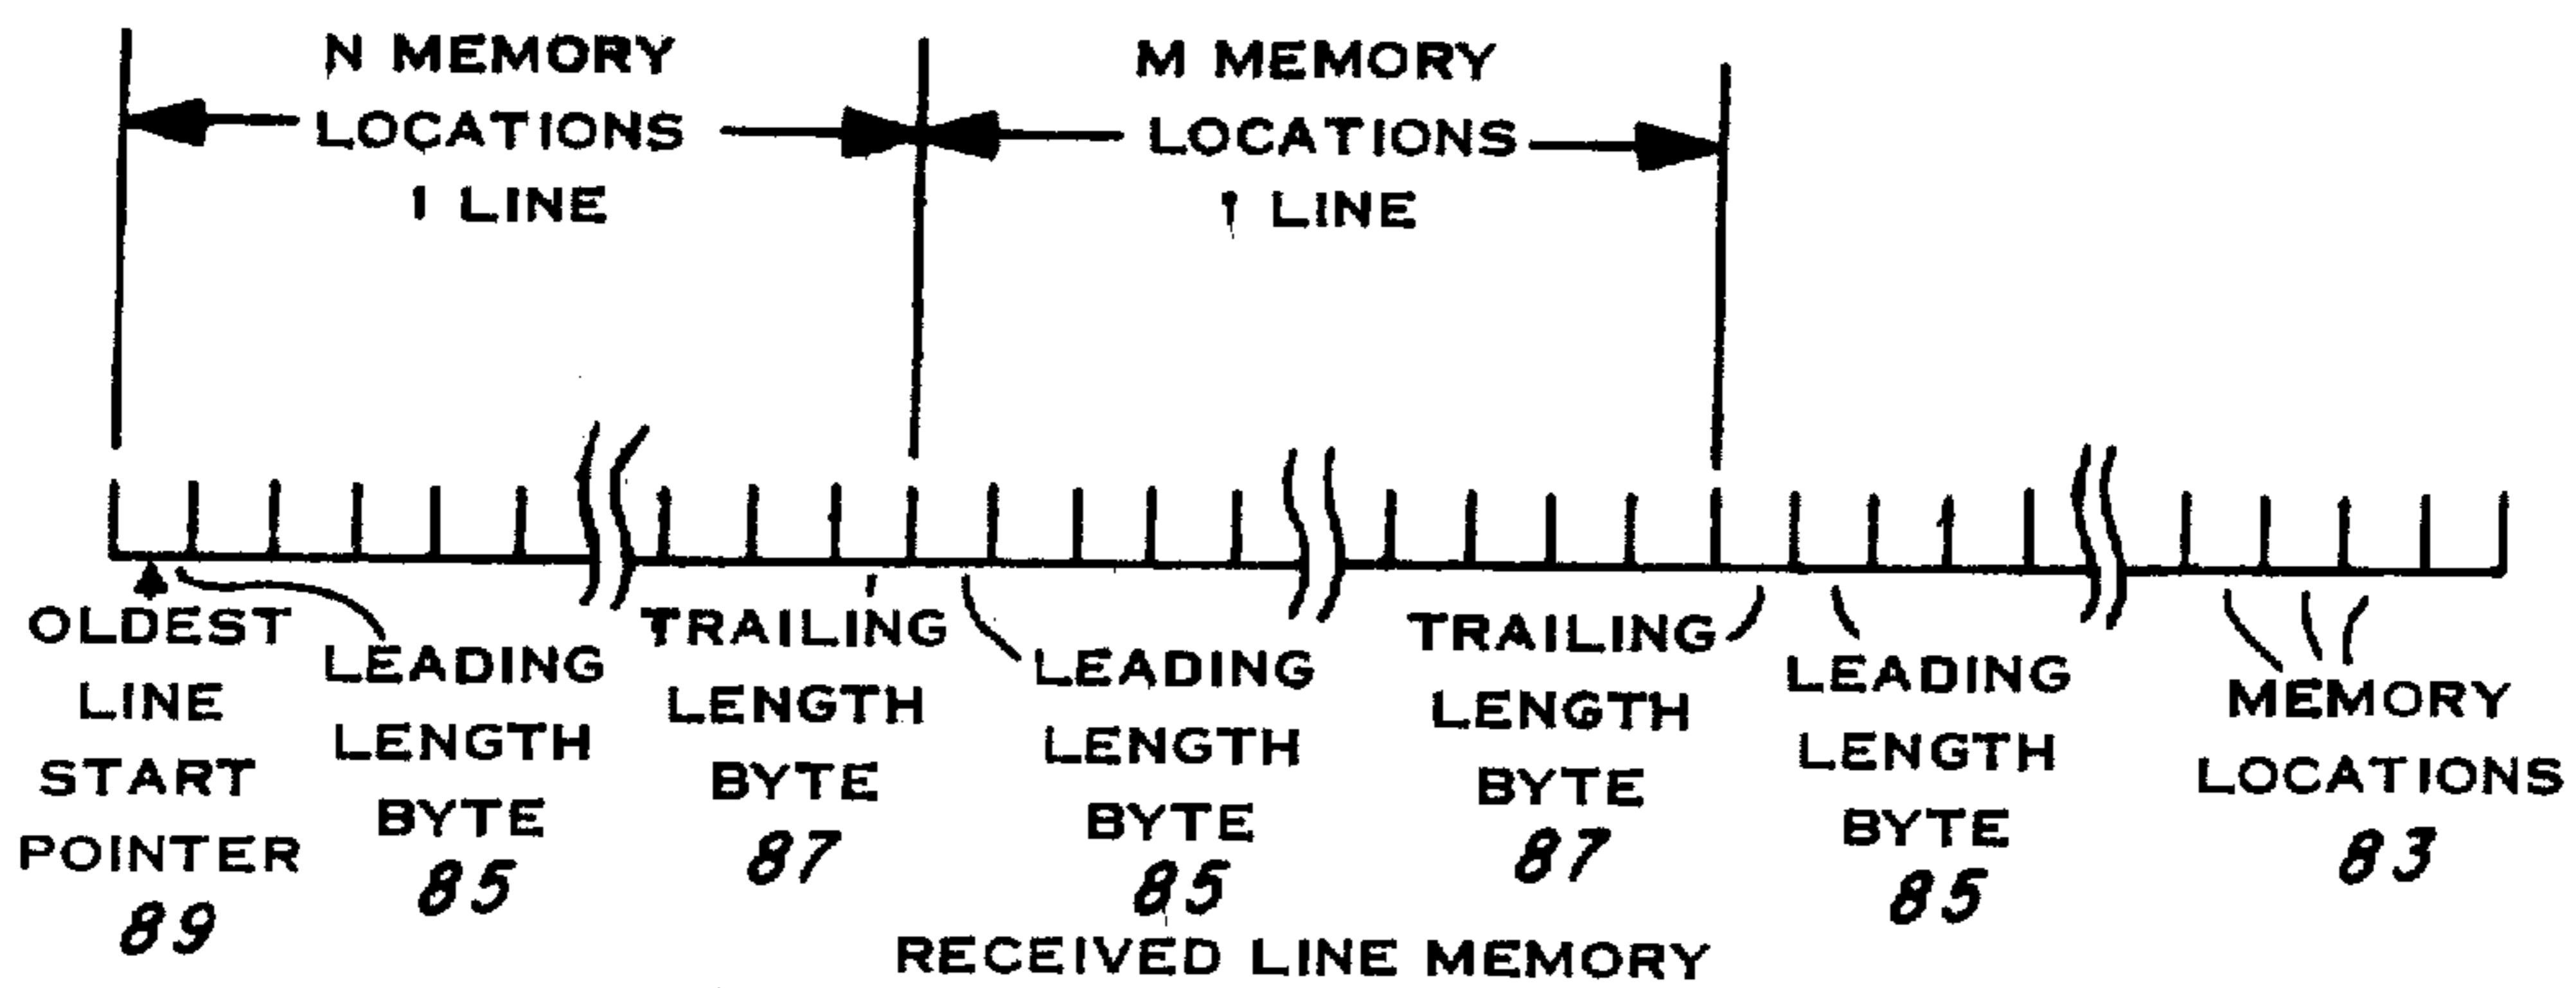 N MEMORY
LOCATIONS
1 LINE
M MEMORY
LOCATIONS
1 LINE
OLDEST
LINE
START
POINTER
89
LEADING
LENGTH
BYTE
85
TRAILING
LENGTH
BYTE
87
LEADING
LENGTH
BYTE
85
TRAILING
LENGTH
BYTE
87
LEADING
LENGTH
BYTE
85
MEMORY
LOCATIONS
83
RECEIVED LINE MEMORY